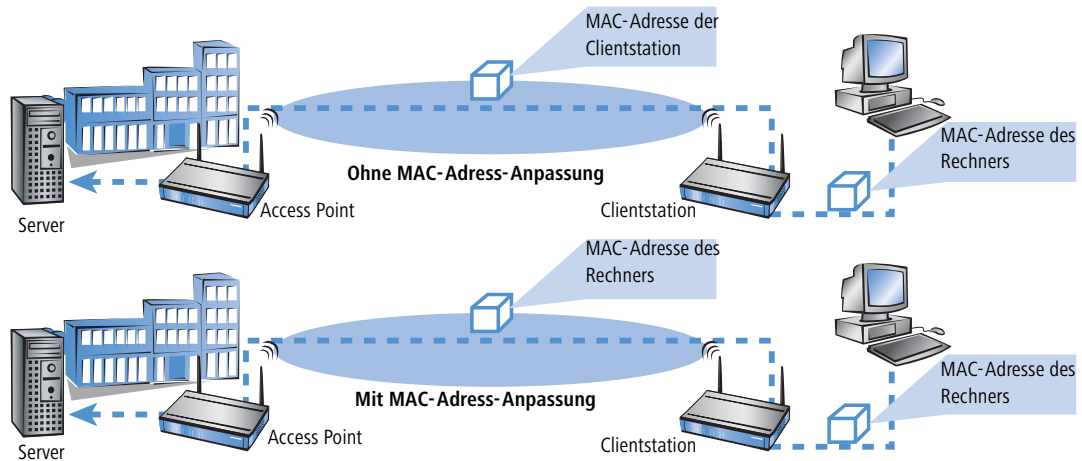 MAC-Adresse der
Clientstation
MAC-Adresse des
Rechners
Ohne MAC-Adress-Anpassung
Access Point
Clientstation
Server
MAC-Adresse des
Rechners
MAC-Adresse des
Rechners
Mit MAC-Adress-Anpassung
Access Point
Clientstation
Server